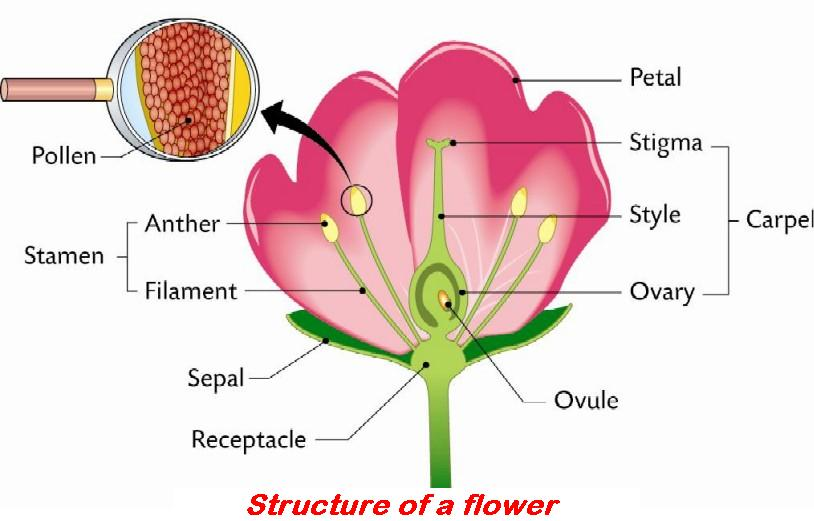 Petal
Pollen
Stigma
Anther
Style
Carpel
Stamen
Filament
Ovary
Sepal
Ovule
Receptacle
Structure of a flower